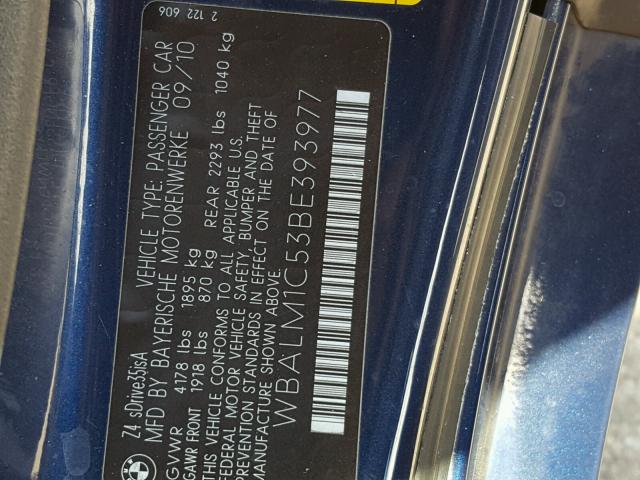 Z4 sDrive35isA VEHICLE TYPE: PASSENGER CAR
MFD BY BAYERISCHE MOTORENWERKE 09/10
GVWR 4178 lbs 1895 kg
GAWR FRONT 1918 lbs 870 kg REAR 2293 lbs 1040 kg
THIS VEHICLE CONFORMS TO ALL APPLICABLE U.S.
FEDERAL MOTOR VEHICLE SAFETY, BUMPER AND THEFT
PREVENTION STANDARDS IN EFFECT ON THE DATE OF
MANUFACTURE SHOWN ABOVE.
WBALM1C53BE393977
2 122 606
BMW